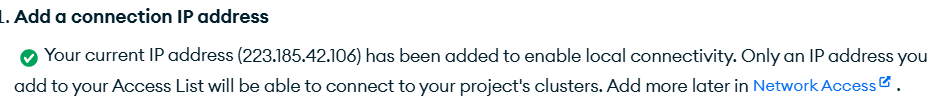 1. Add a connection IP address
Your current IP address (223.185.42.106) has been added to enable local connectivity. Only an IP address you
add to your Access List will be able to connect to your project's clusters. Add more later in Network Access .